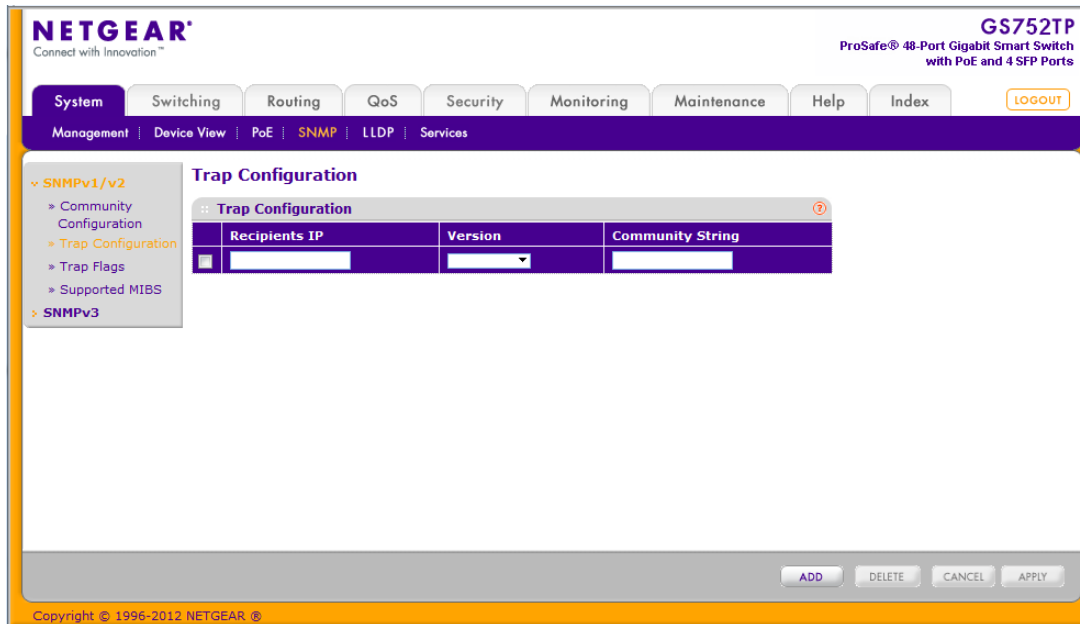 NETGEAR®
Connect with Innovation™
GS752TP
ProSafe® 48-Port Gigabit Smart Switch
with PoE and 4 SFP Ports
System Switching Routing QoS Security Monitoring Maintenance Help Index LOGOUT
Management Device View PoE SNMP LLDP Services
SNMPv1/v2
» Community
Configuration
» Trap Configuration
» Trap Flags
» Supported MIBS
SNMPv3
Trap Configuration
Trap Configuration ?
Recipients IP Version Community String
ADD DELETE CANCEL APPLY
Copyright © 1996-2012 NETGEAR ®